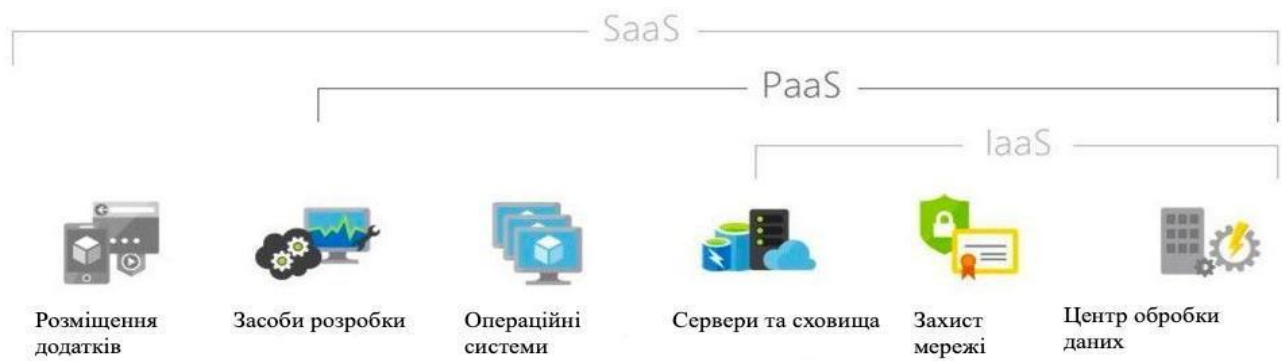 SaaS
PaaS
IaaS
Розміщення
додатків
Засоби розробки
Операційні
системи
Сервери та сховища
Захист
мережі
Центр обробки
даних